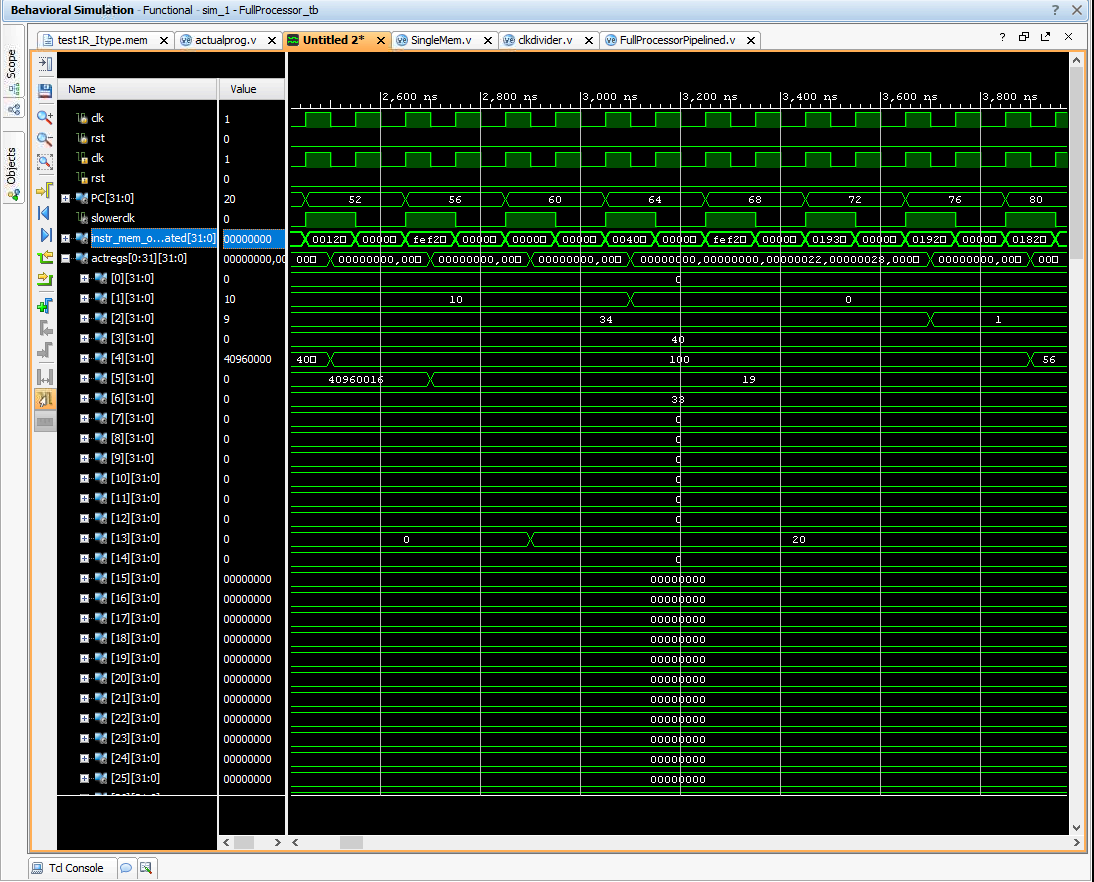 Behavioral Simulation - Functional - sim_1 - FullProcessor_tb
Scope
Objects
test1R_Itype.mem actualprog.v Untitled 2* SingleMem.v clkdivider.v FullProcessorPipelined.v
Name Value
2,600 ns 2,800 ns 3,000 ns 3,200 ns 3,400 ns 3,600 ns 3,800 ns
clk 1
rst 0
clk 1
rst 0
PC[31:0] 20 52 56 60 64 68 72 76 80
slowerclk 0
instr_mem_o...ated[31:0] 00000000 0012 0000 fef2 0000 0000 0000 0040 0000 fef2 0000 0193 0000 0192 0000 0182
actregs[0:31][31:0] 00000000,00 00 00000000,00 00000000,00 00000000,00 00000000,00000000,00000022,00000028,000 00000000,00 00
[0][31:0] 0 0
[1][31:0] 10 10 0
[2][31:0] 9 34 1
[3][31:0] 0 40
[4][31:0] 40960000 40 100 56
[5][31:0] 0 40960016 19
[6][31:0] 0 33
[7][31:0] 0 0
[8][31:0] 0 0
[9][31:0] 0 0
[10][31:0] 0 0
[11][31:0] 0 0
[12][31:0] 0 0
[13][31:0] 0 0 20
[14][31:0] 0 0
[15][31:0] 00000000 00000000
[16][31:0] 00000000 00000000
[17][31:0] 00000000 00000000
[18][31:0] 00000000 00000000
[19][31:0] 00000000 00000000
[20][31:0] 00000000 00000000
[21][31:0] 00000000 00000000
[22][31:0] 00000000 00000000
[23][31:0] 00000000 00000000
[24][31:0] 00000000 00000000
[25][31:0] 00000000 00000000
Tcl Console